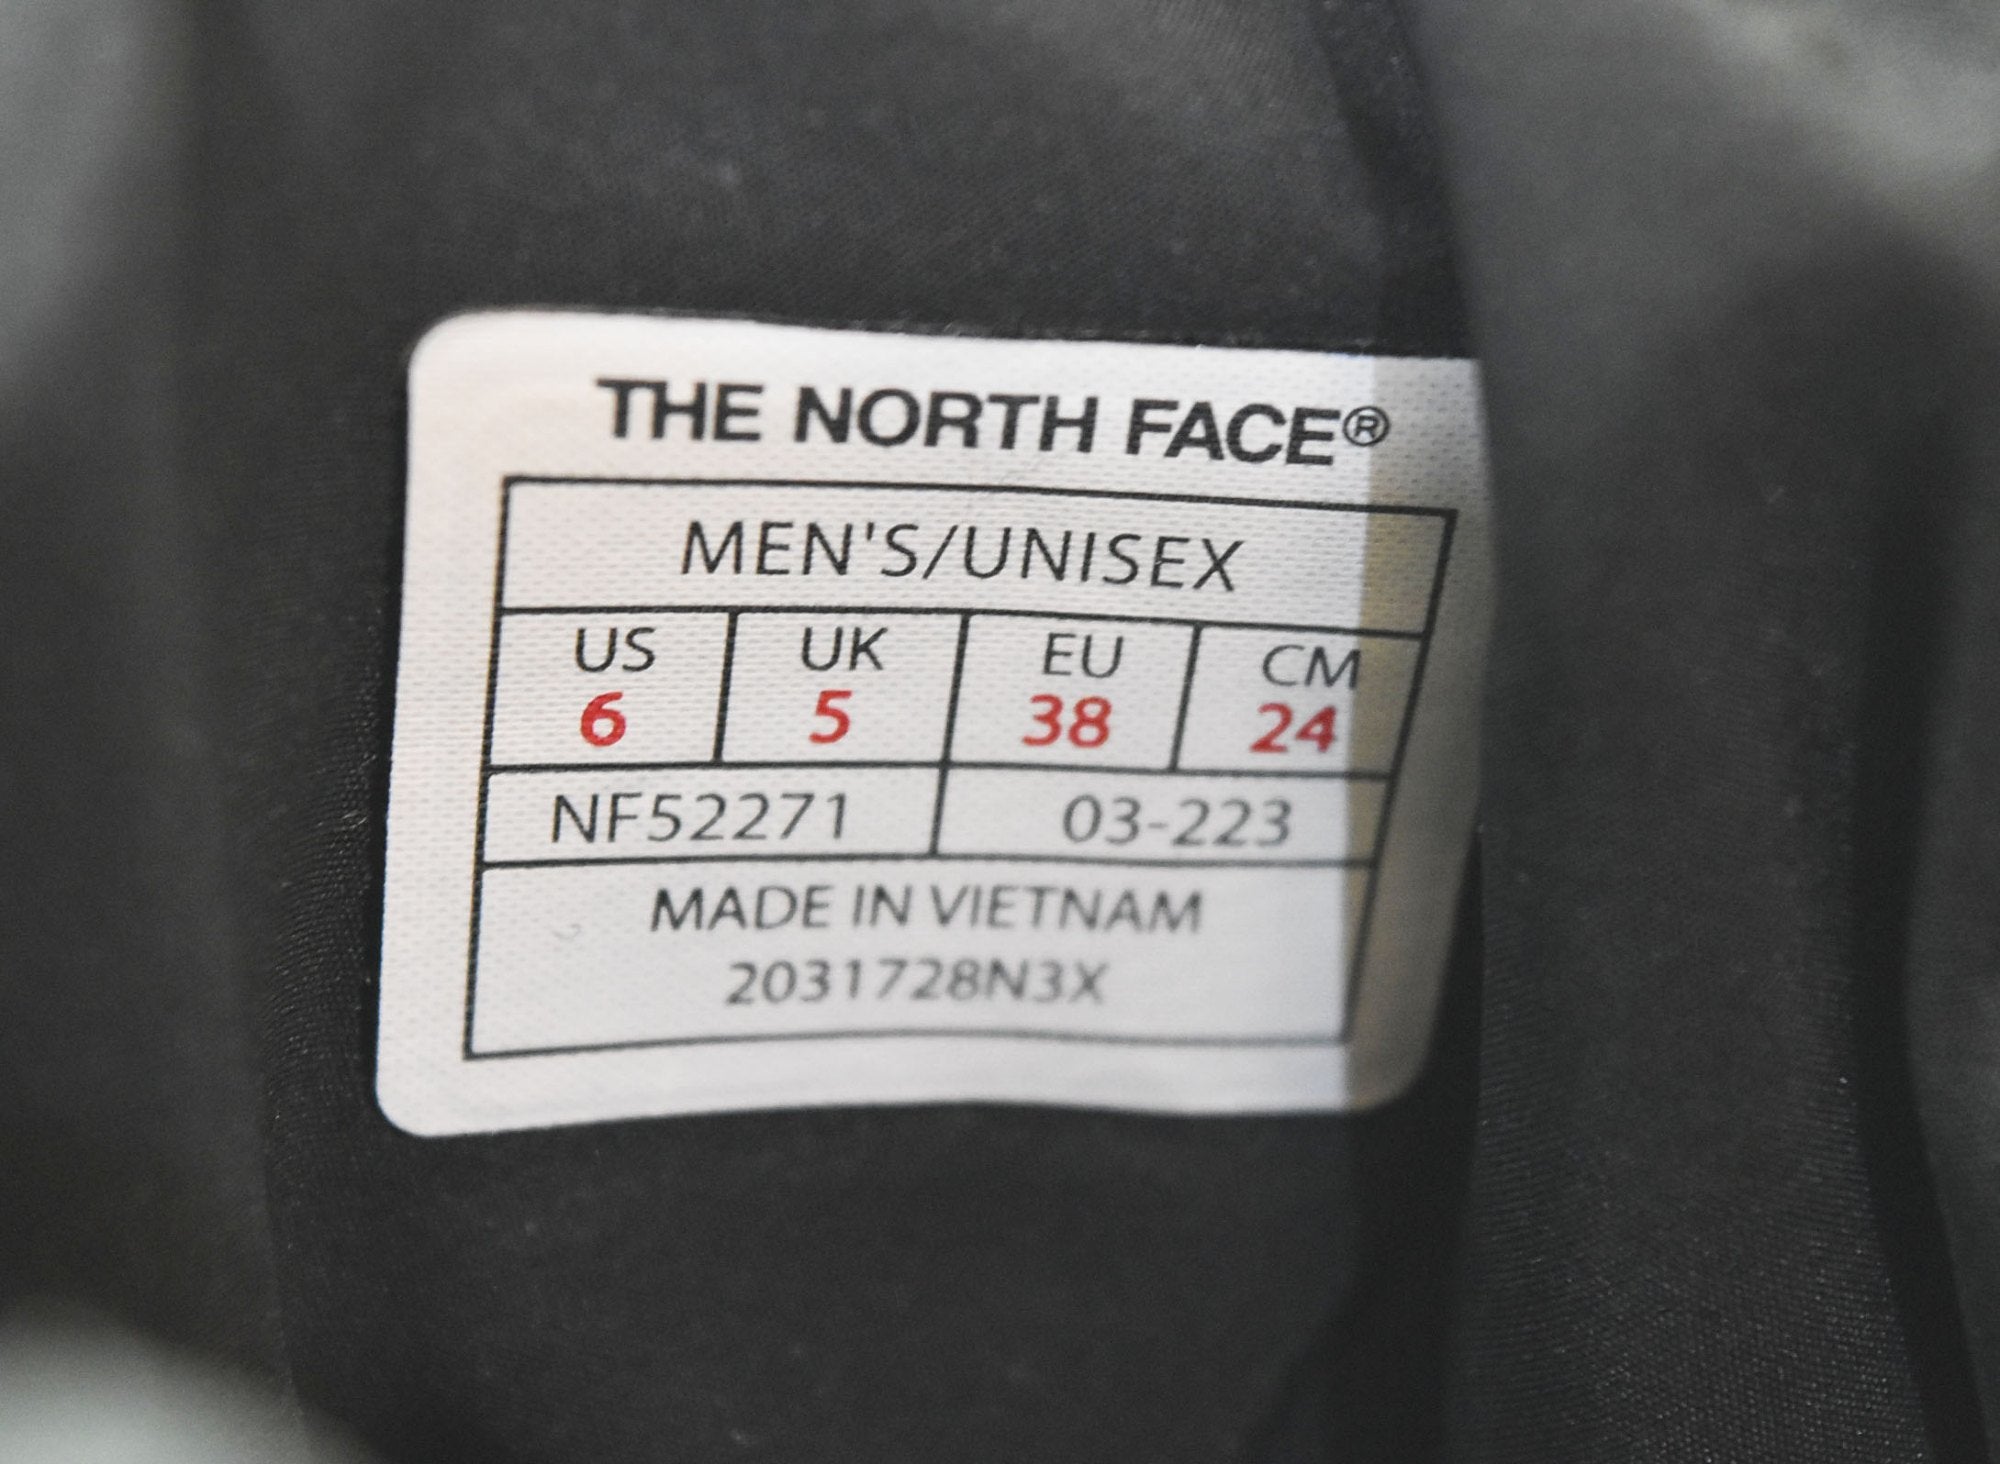 THE NORTH FACE®
MEN'S/UNISEX
US UK EU CM
6 5 38 24
NF52271 03-223
MADE IN VIETNAM
2031728N3X